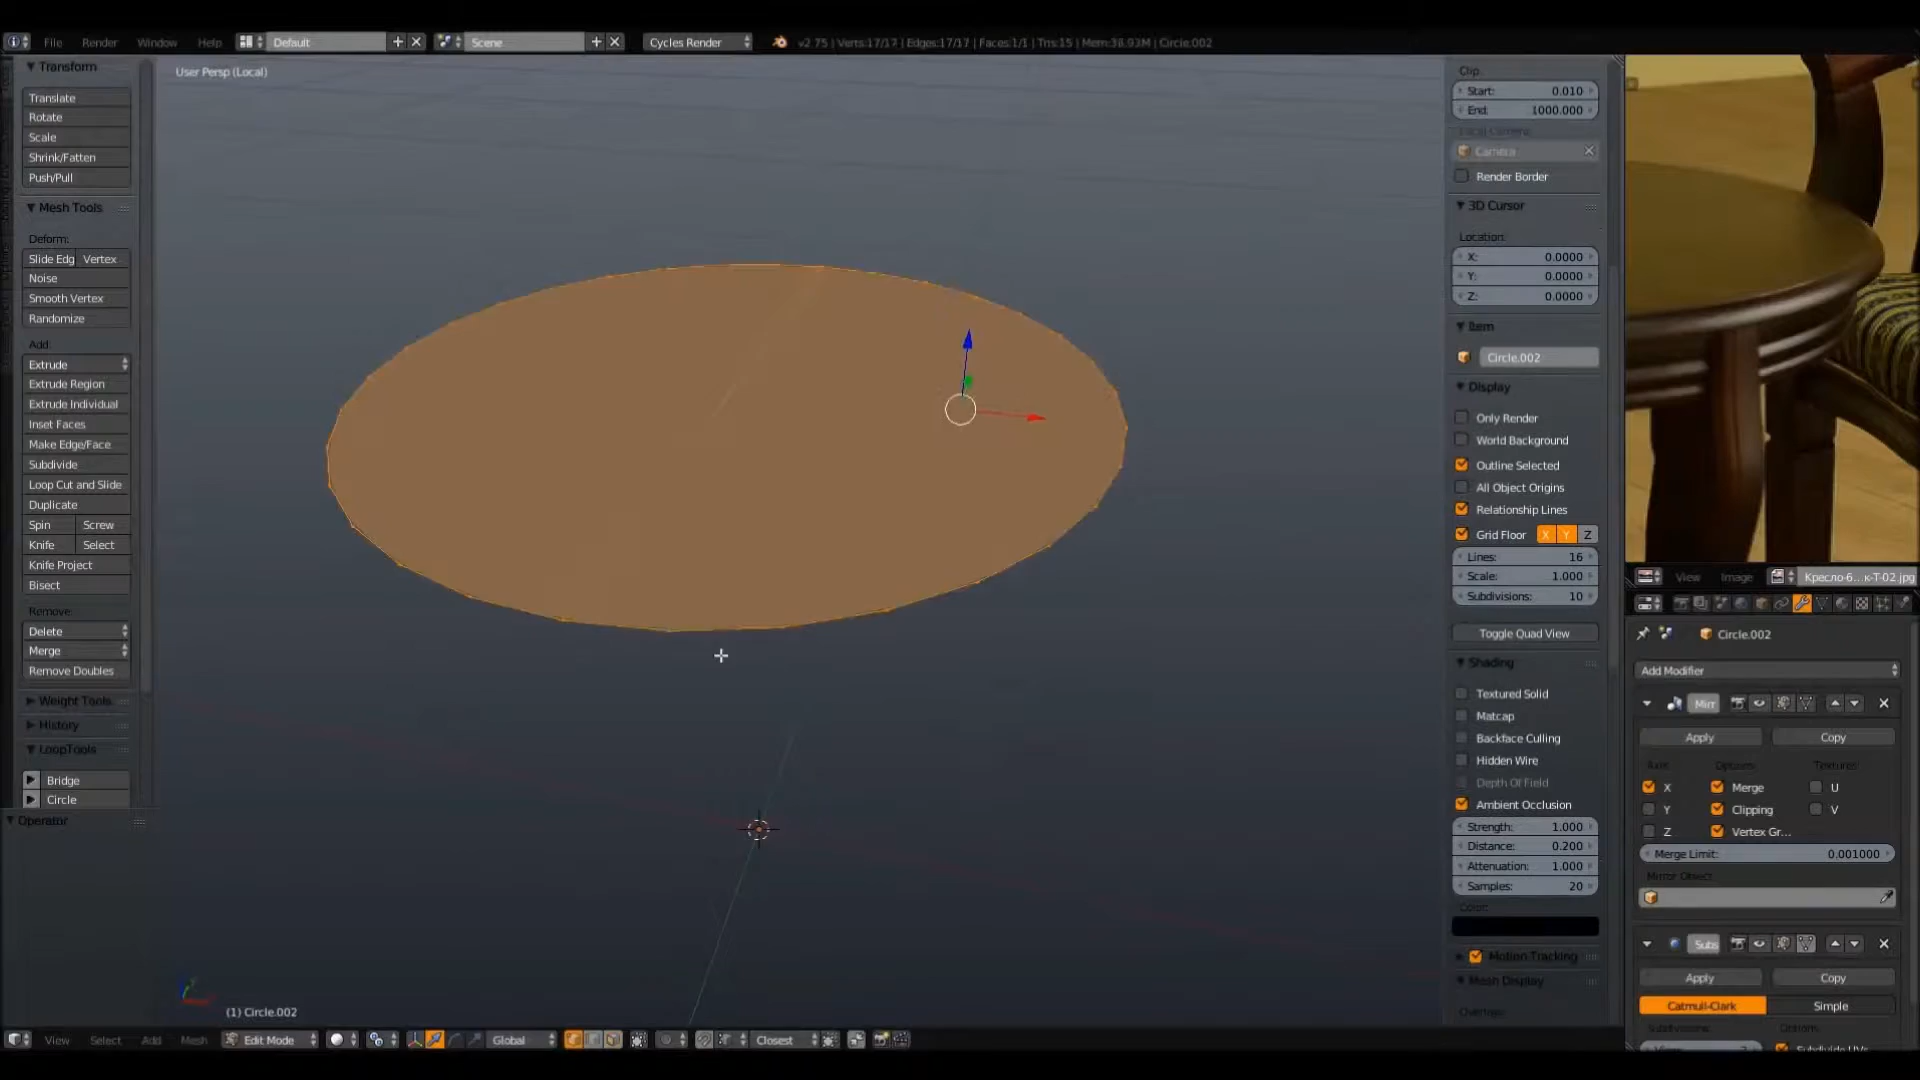 File Render Window Help Default Scene Cycles Render v2.75 | Verts:17/17 | Edges:17/17 | Faces:1/1 | Tris:15 | Mem:38.93M | Circle.002
User Persp (Local)
Transform
Translate
Rotate
Scale
Shrink/Fatten
Push/Pull
Mesh Tools
Deform:
Slide Edg Vertex
Noise
Smooth Vertex
Randomize
Add:
Extrude
Extrude Region
Extrude Individual
Inset Faces
Make Edge/Face
Subdivide
Loop Cut and Slide
Duplicate
Spin Screw
Knife Select
Knife Project
Bisect
Remove:
Delete
Merge
Remove Doubles
Weight Tools
History
LoopTools
Bridge
Circle
Operator
(1) Circle.002
View Select Add Mesh Edit Mode Global Closest
Clip:
Start: 0.010
End: 1000.000
Local Camera:
Camera
Render Border
3D Cursor
Location:
X: 0.0000
Y: 0.0000
Z: 0.0000
Item
Circle.002
Display
Only Render
World Background
Outline Selected
All Object Origins
Relationship Lines
Grid Floor X Y Z
Lines: 16
Scale: 1.000
Subdivisions: 10
Toggle Quad View
Shading
Textured Solid
Matcap
Backface Culling
Hidden Wire
Depth Of Field
Ambient Occlusion
Strength: 1.000
Distance: 0.200
Attenuation: 1.000
Samples: 20
Color:
Motion Tracking
Mesh Display
Overlays:
View Image Кресло-6... к-Т-02.jpg
Circle.002
Add Modifier
Mirr
Apply Copy
Axis: Options: Textures:
X Merge U
Y Clipping V
Z Vertex Gr...
Merge Limit: 0.001000
Mirror Object:
Subs
Apply Copy
Catmull-Clark Simple
Subdivisions: Options:
Subdivide UVs